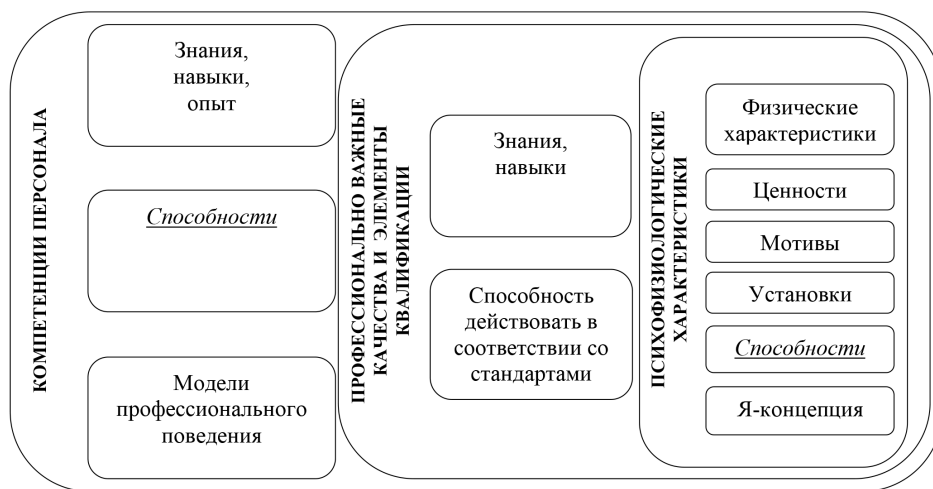 КОМПЕТЕНЦИИ ПЕРСОНАЛА
Знания,
навыки,
опыт
Способности
Модели
профессионального
поведения
ПРОФЕССИОНАЛЬНО ВАЖНЫЕ
КАЧЕСТВА И ЭЛЕМЕНТЫ
КВАЛИФИКАЦИИ
Знания,
навыки
Способность
действовать в
соответствии со
стандартами
ПСИХОФИЗИОЛОГИЧЕСКИЕ
ХАРАКТЕРИСТИКИ
Физические
характеристики
Ценности
Мотивы
Установки
Способности
Я-концепция